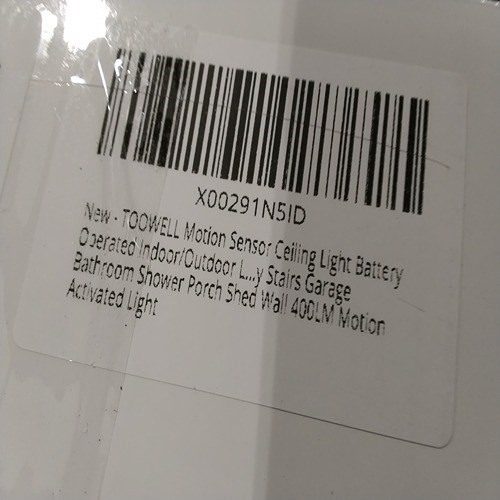 X00291N5ID
New - TOOWELL Motion Sensor Ceiling Light Battery
Operated Indoor/Outdoor L...y Stairs Garage
Bathroom Shower Porch Shed Wall 400LM Motion
Activated Light